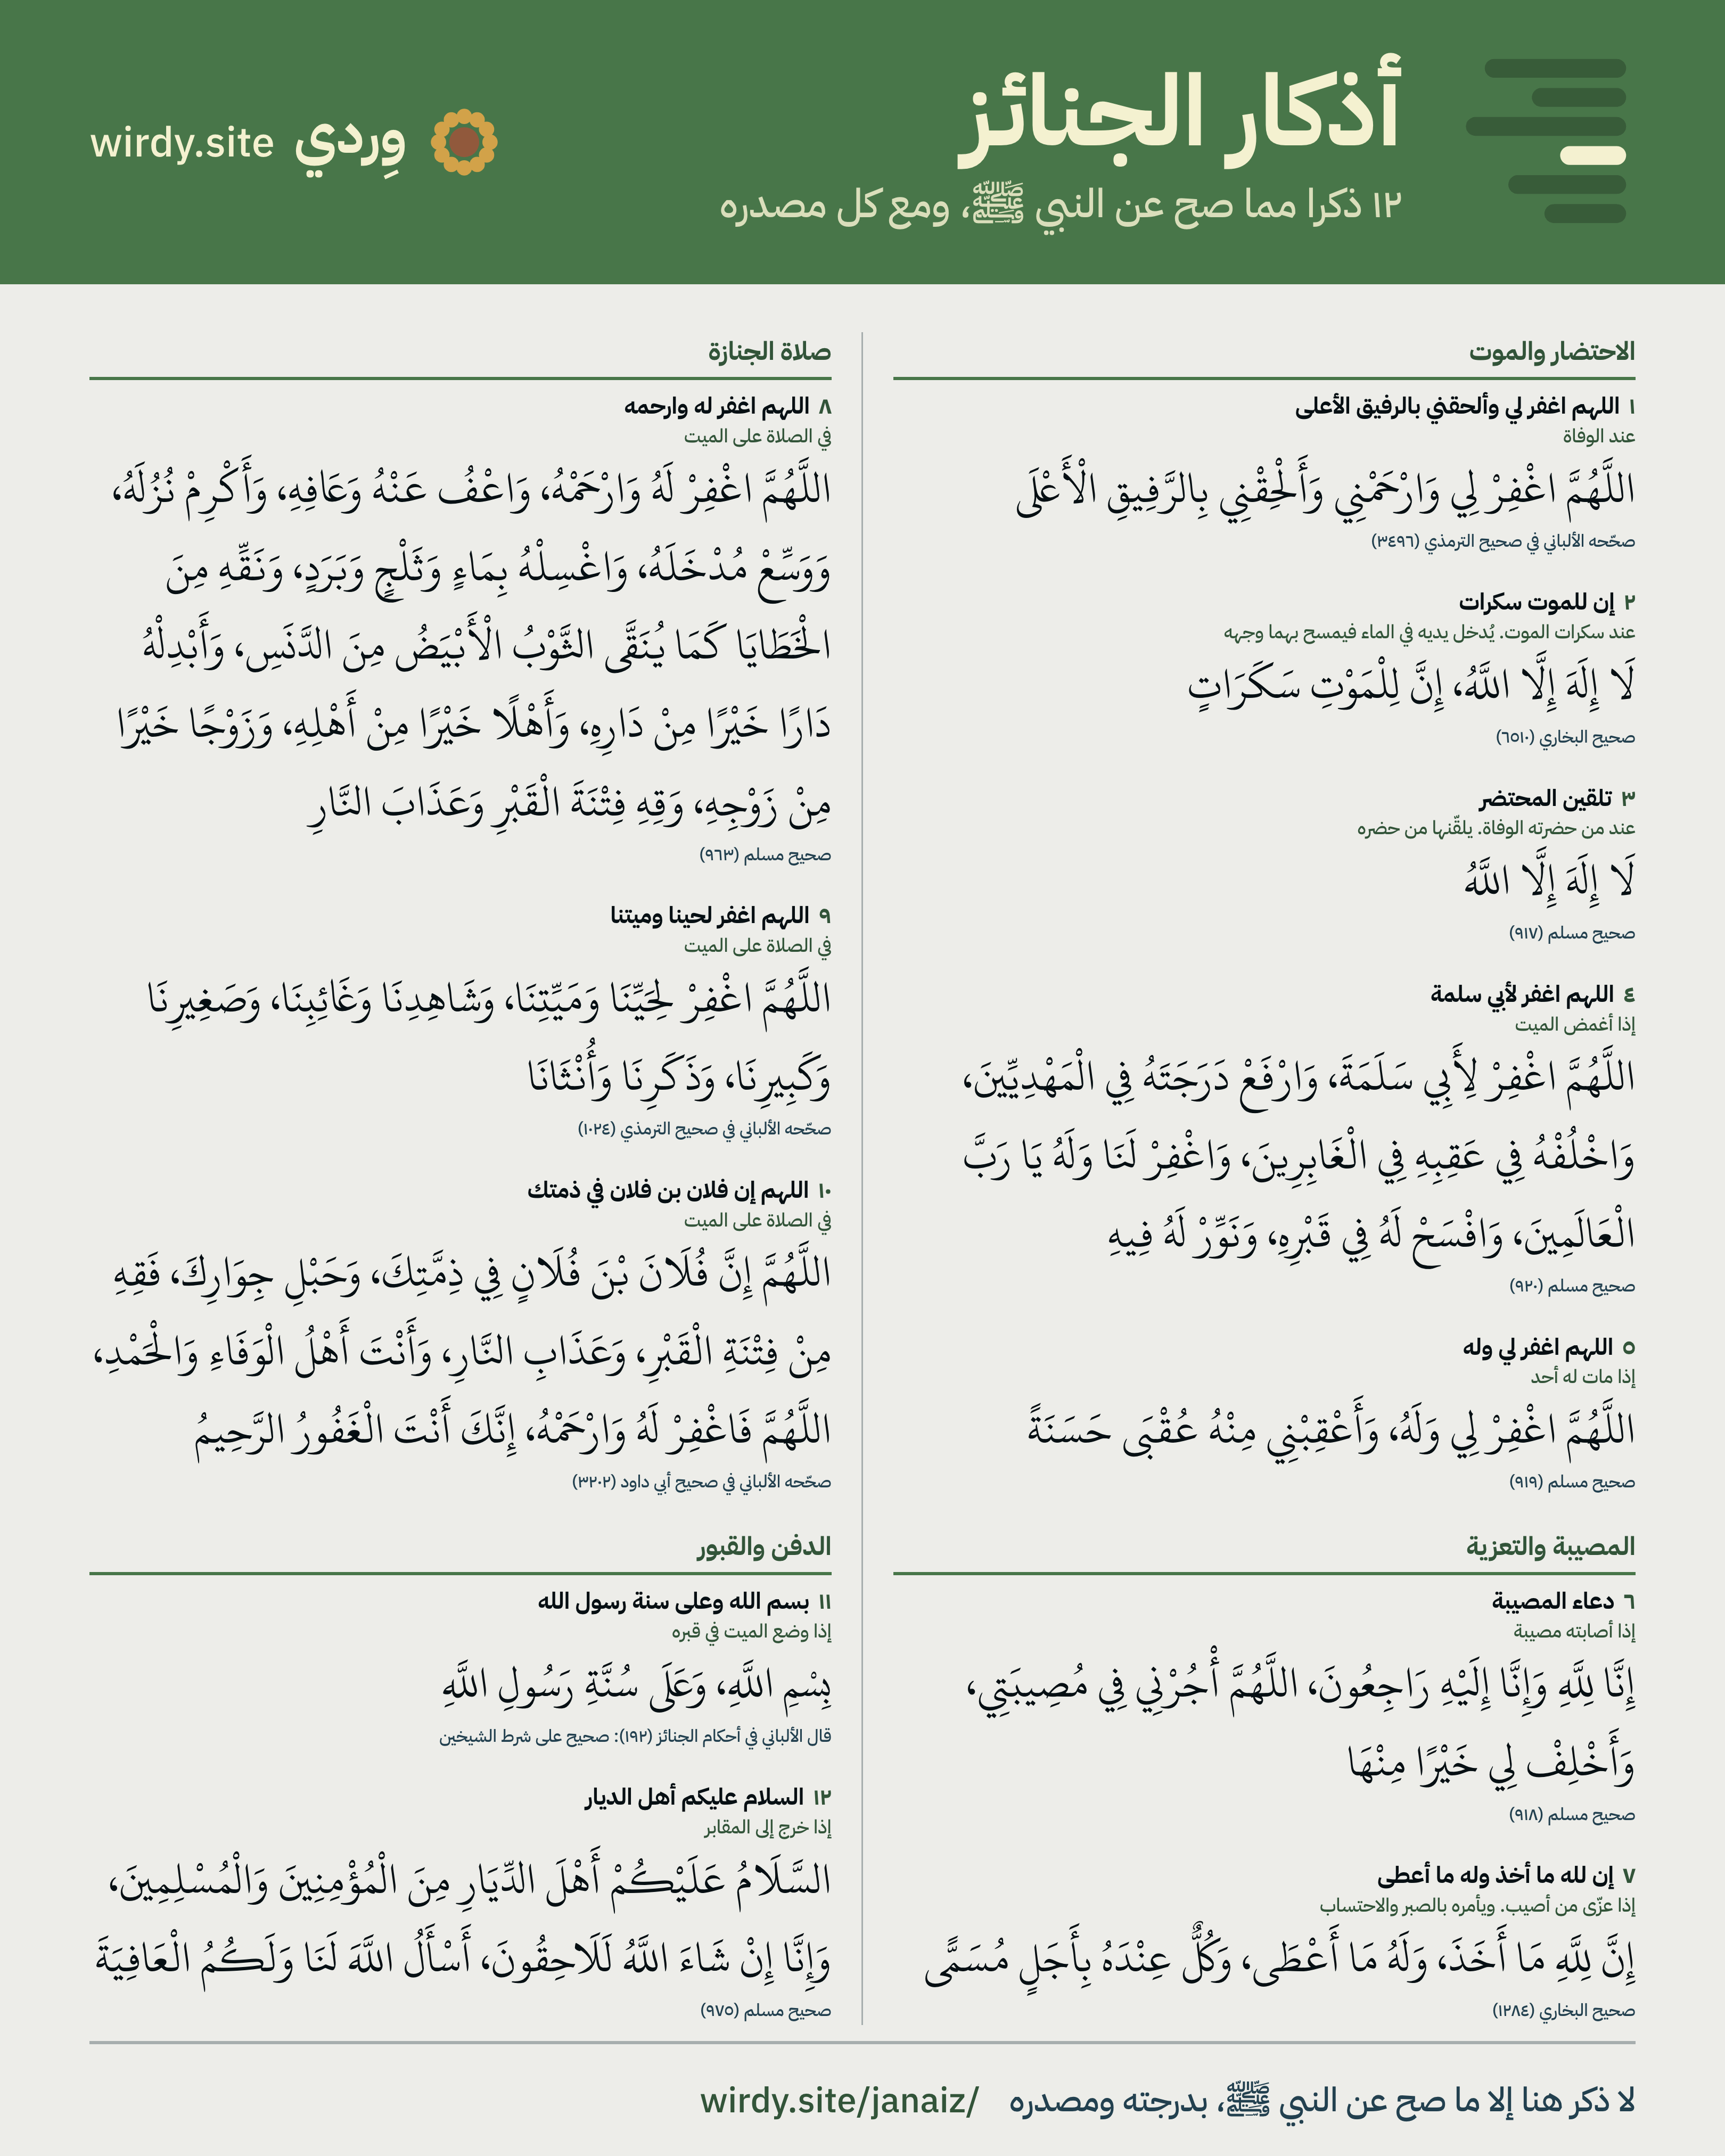 أذكار الجنائز
١٢ ذكرا مما صح عن النبي ﷺ، ومع كل مصدره
وِردي wirdy.site
الاحتضار والموت
١ اللهم اغفر لي وألحقني بالرفيق الأعلى
عند الوفاة
اللَّهُمَّ اغْفِرْ لِي وَارْحَمْنِي وَأَلْحِقْنِي بِالرَّفِيقِ الْأَعْلَى
صحّحه الألباني في صحيح الترمذي (٣٤٩٦)
٢ إن للموت سكرات
عند سكرات الموت. يُدخل يديه في الماء فيمسح بهما وجهه
لَا إِلَهَ إِلَّا اللَّهُ، إِنَّ لِلْمَوْتِ سَكَرَاتٍ
صحيح البخاري (٦٥١٠)
٣ تلقين المحتضر
عند من حضرته الوفاة. يلقّنها من حضره
لَا إِلَهَ إِلَّا اللَّهُ
صحيح مسلم (٩١٧)
٤ اللهم اغفر لأبي سلمة
إذا أغمض الميت
اللَّهُمَّ اغْفِرْ لِأَبِي سَلَمَةَ، وَارْفَعْ دَرَجَتَهُ فِي الْمَهْدِيِّينَ،
وَاخْلُفْهُ فِي عَقِبِهِ فِي الْغَابِرِينَ، وَاغْفِرْ لَنَا وَلَهُ يَا رَبَّ
الْعَالَمِينَ، وَافْسَحْ لَهُ فِي قَبْرِهِ، وَنَوِّرْ لَهُ فِيهِ
صحيح مسلم (٩٢٠)
٥ اللهم اغفر لي وله
إذا مات له أحد
اللَّهُمَّ اغْفِرْ لِي وَلَهُ، وَأَعْقِبْنِي مِنْهُ عُقْبَى حَسَنَةً
صحيح مسلم (٩١٩)
المصيبة والتعزية
٦ دعاء المصيبة
إذا أصابته مصيبة
إِنَّا لِلَّهِ وَإِنَّا إِلَيْهِ رَاجِعُونَ، اللَّهُمَّ أْجُرْنِي فِي مُصِيبَتِي،
وَأَخْلِفْ لِي خَيْرًا مِنْهَا
صحيح مسلم (٩١٨)
٧ إن لله ما أخذ وله ما أعطى
إذا عزّى من أصيب. ويأمره بالصبر والاحتساب
إِنَّ لِلَّهِ مَا أَخَذَ، وَلَهُ مَا أَعْطَى، وَكُلٌّ عِنْدَهُ بِأَجَلٍ مُسَمًّى
صحيح البخاري (١٢٨٤)
صلاة الجنازة
٨ اللهم اغفر له وارحمه
في الصلاة على الميت
اللَّهُمَّ اغْفِرْ لَهُ وَارْحَمْهُ، وَاعْفُ عَنْهُ وَعَافِهِ، وَأَكْرِمْ نُزُلَهُ،
وَوَسِّعْ مُدْخَلَهُ، وَاغْسِلْهُ بِمَاءٍ وَثَلْجٍ وَبَرَدٍ، وَنَقِّهِ مِنَ
الْخَطَايَا كَمَا يُنَقَّى الثَّوْبُ الْأَبْيَضُ مِنَ الدَّنَسِ، وَأَبْدِلْهُ
دَارًا خَيْرًا مِنْ دَارِهِ، وَأَهْلًا خَيْرًا مِنْ أَهْلِهِ، وَزَوْجًا خَيْرًا
مِنْ زَوْجِهِ، وَقِهِ فِتْنَةَ الْقَبْرِ وَعَذَابَ النَّارِ
صحيح مسلم (٩٦٣)
٩ اللهم اغفر لحينا وميتنا
في الصلاة على الميت
اللَّهُمَّ اغْفِرْ لِحَيِّنَا وَمَيِّتِنَا، وَشَاهِدِنَا وَغَائِبِنَا، وَصَغِيرِنَا
وَكَبِيرِنَا، وَذَكَرِنَا وَأُنْثَانَا
صحّحه الألباني في صحيح الترمذي (١٠٢٤)
١٠ اللهم إن فلان بن فلان في ذمتك
في الصلاة على الميت
اللَّهُمَّ إِنَّ فُلَانَ بْنَ فُلَانٍ فِي ذِمَّتِكَ، وَحَبْلِ جِوَارِكَ، فَقِهِ
مِنْ فِتْنَةِ الْقَبْرِ، وَعَذَابِ النَّارِ، وَأَنْتَ أَهْلُ الْوَفَاءِ وَالْحَمْدِ،
اللَّهُمَّ فَاغْفِرْ لَهُ وَارْحَمْهُ، إِنَّكَ أَنْتَ الْغَفُورُ الرَّحِيمُ
صحّحه الألباني في صحيح أبي داود (٣٢٠٢)
الدفن والقبور
١١ بسم الله وعلى سنة رسول الله
إذا وضع الميت في قبره
بِسْمِ اللَّهِ، وَعَلَى سُنَّةِ رَسُولِ اللَّهِ
قال الألباني في أحكام الجنائز (١٩٢): صحيح على شرط الشيخين
١٢ السلام عليكم أهل الديار
إذا خرج إلى المقابر
السَّلَامُ عَلَيْكُمْ أَهْلَ الدِّيَارِ مِنَ الْمُؤْمِنِينَ وَالْمُسْلِمِينَ،
وَإِنَّا إِنْ شَاءَ اللَّهُ لَلَاحِقُونَ، أَسْأَلُ اللَّهَ لَنَا وَلَكُمُ الْعَافِيَةَ
صحيح مسلم (٩٧٥)
لا ذكر هنا إلا ما صح عن النبي ﷺ، بدرجته ومصدره wirdy.site/janaiz/